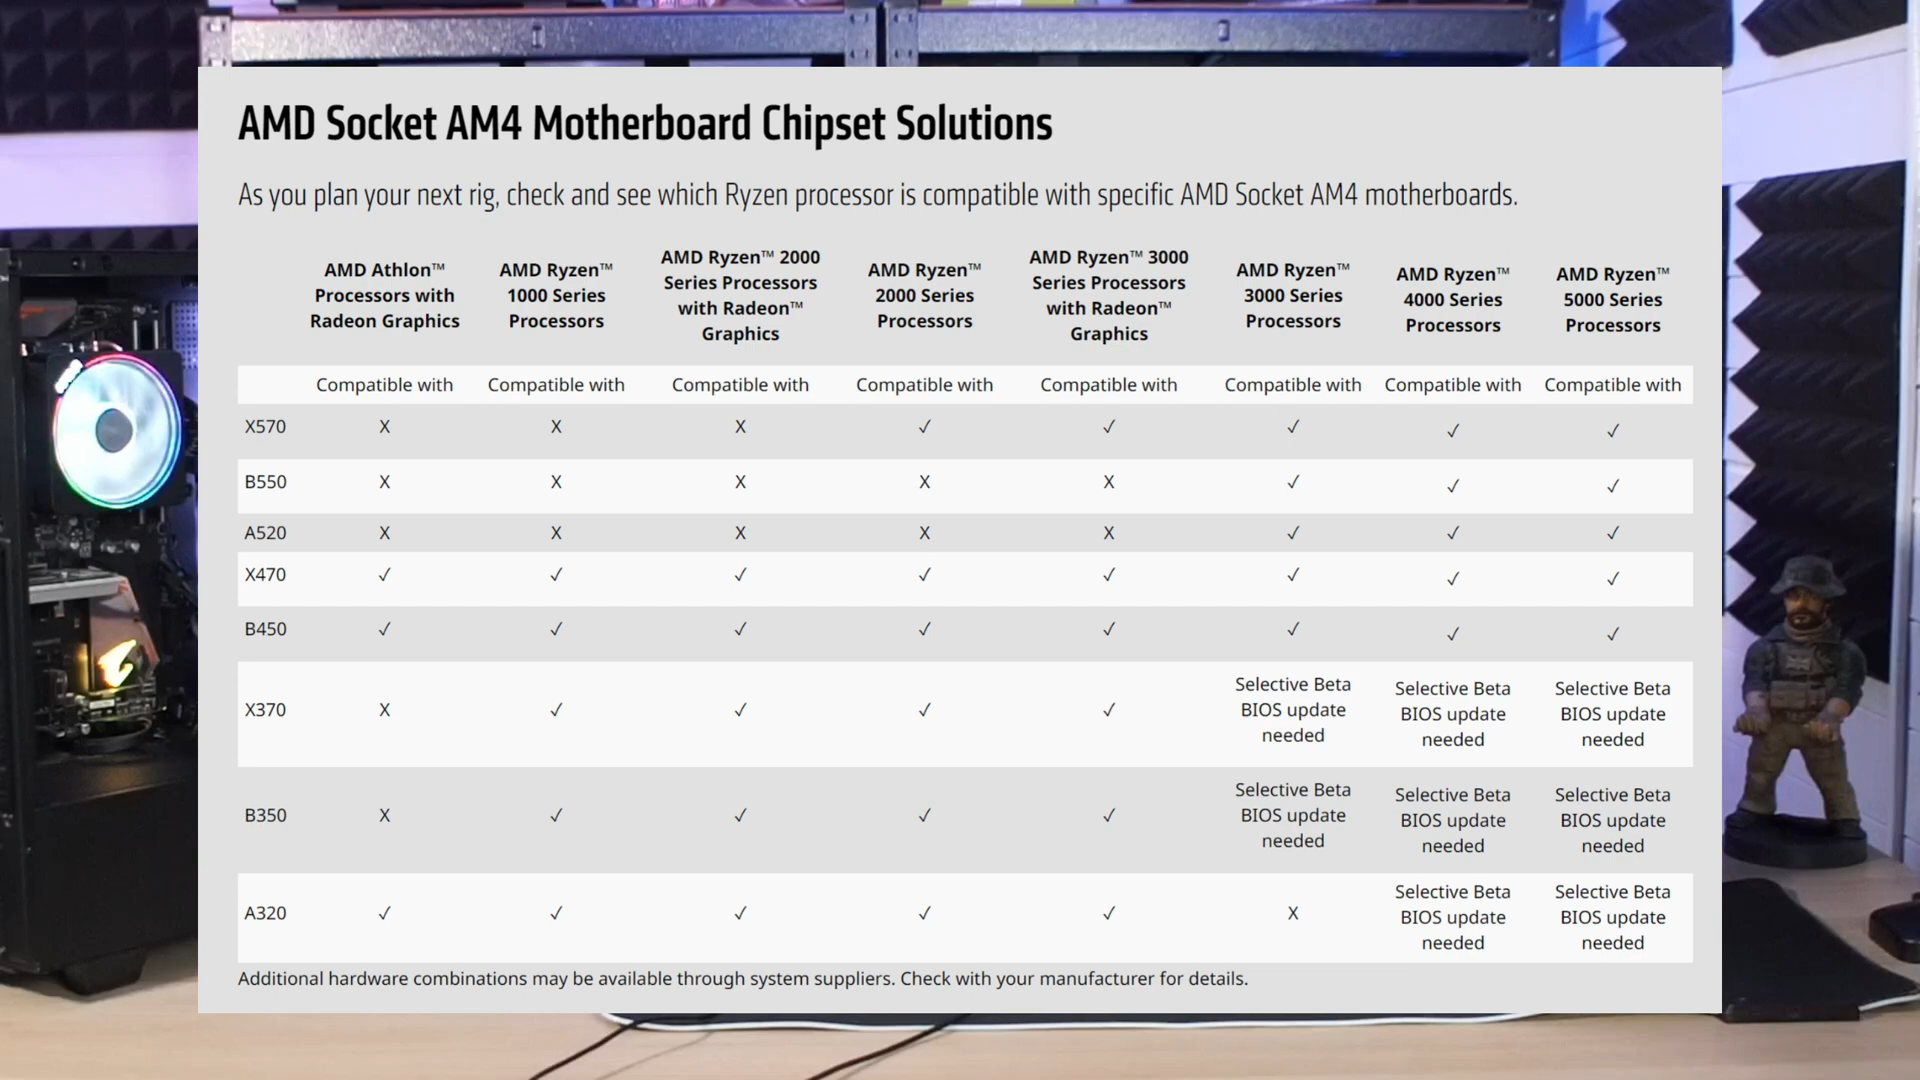 AMD Socket AM4 Motherboard Chipset Solutions
As you plan your next rig, check and see which Ryzen processor is compatible with specific AMD Socket AM4 motherboards.
AMD Athlon™ Processors with Radeon Graphics
AMD Ryzen™ 1000 Series Processors
AMD Ryzen™ 2000 Series Processors with Radeon™ Graphics
AMD Ryzen™ 2000 Series Processors
AMD Ryzen™ 3000 Series Processors with Radeon™ Graphics
AMD Ryzen™ 3000 Series Processors
AMD Ryzen™ 4000 Series Processors
AMD Ryzen™ 5000 Series Processors
Compatible with Compatible with Compatible with Compatible with Compatible with Compatible with Compatible with Compatible with
X570 X X X ✓ ✓ ✓ ✓ ✓
B550 X X X X X ✓ ✓ ✓
A520 X X X X X ✓ ✓ ✓
X470 ✓ ✓ ✓ ✓ ✓ ✓ ✓ ✓
B450 ✓ ✓ ✓ ✓ ✓ ✓ ✓ ✓
X370 X ✓ ✓ ✓ ✓ Selective Beta BIOS update needed Selective Beta BIOS update needed Selective Beta BIOS update needed
B350 X ✓ ✓ ✓ ✓ Selective Beta BIOS update needed Selective Beta BIOS update needed Selective Beta BIOS update needed
A320 ✓ ✓ ✓ ✓ ✓ X Selective Beta BIOS update needed Selective Beta BIOS update needed
Additional hardware combinations may be available through system suppliers. Check with your manufacturer for details.